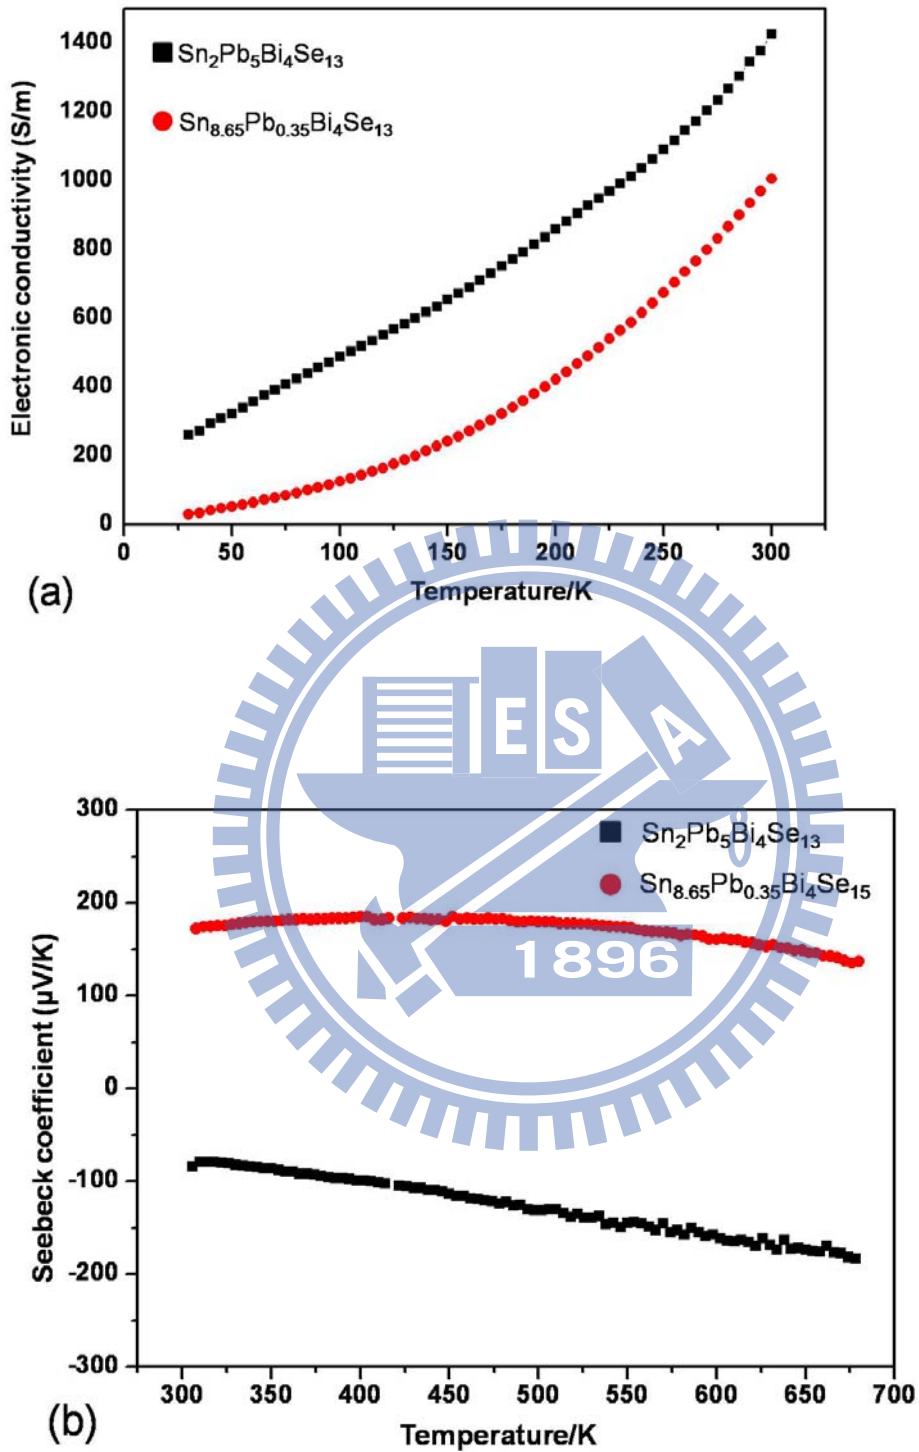 1400
1200
1000
800
600
400
200
0
Electronic conductivity (S/m)
Sn2Pb5Bi4Se13
Sn8.65Pb0.35Bi4Se13
0 50 100 150 200 250 300
Temperature/K
(a)
E S A
1896
300
200
100
0
-100
-200
-300
Seebeck coefficient (μV/K)
Sn2Pb5Bi4Se13
Sn8.65Pb0.35Bi4Se15
300 350 400 450 500 550 600 650 700
Temperature/K
(b)